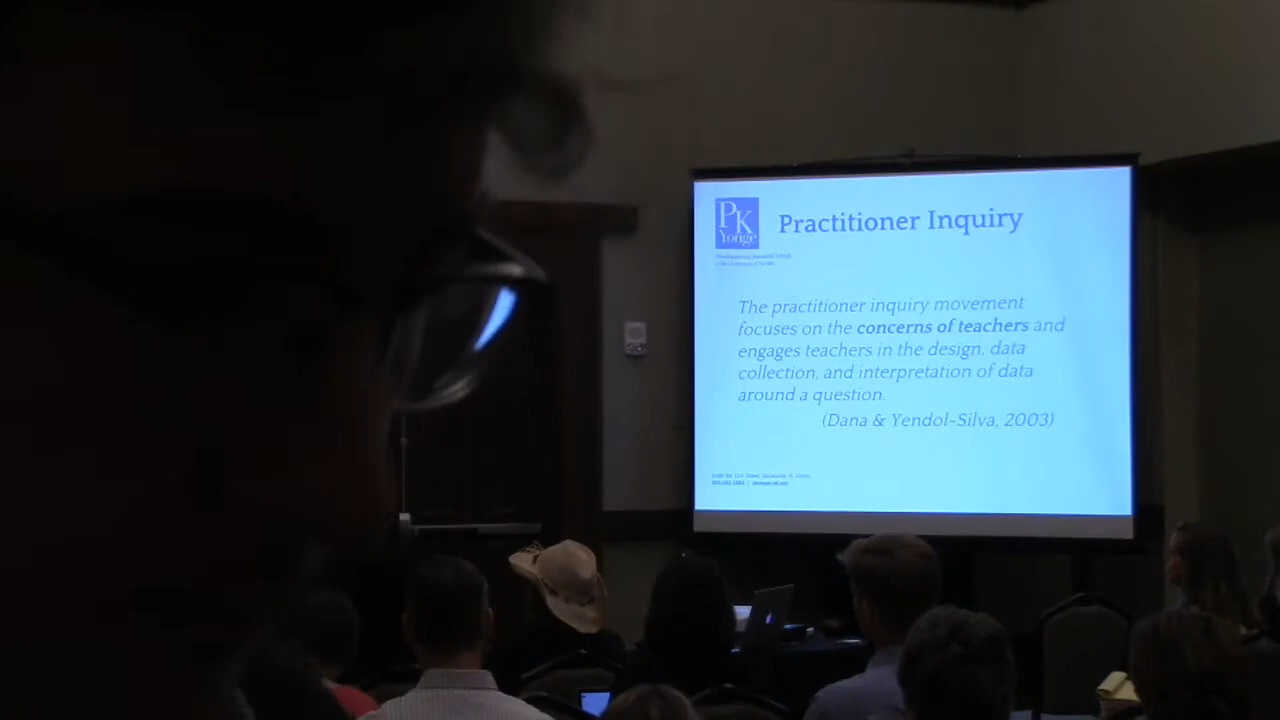 PK
Yonge
Practitioner Inquiry
The practitioner inquiry movement
focuses on the concerns of teachers and
engages teachers in the design, data
collection, and interpretation of data
around a question.
(Dana & Yendol-Silva, 2003)